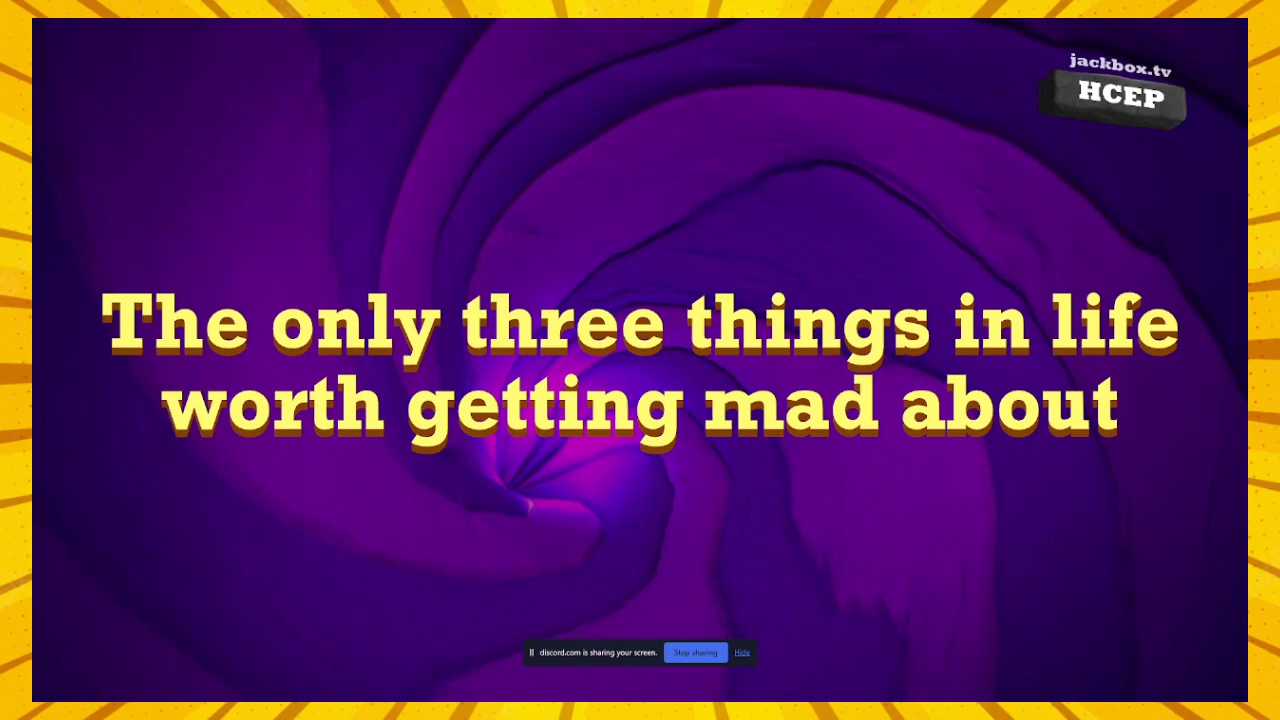 jackbox.tv
HCEP
The only three things in life
worth getting mad about
discord.com is sharing your screen. Stop sharing Hide